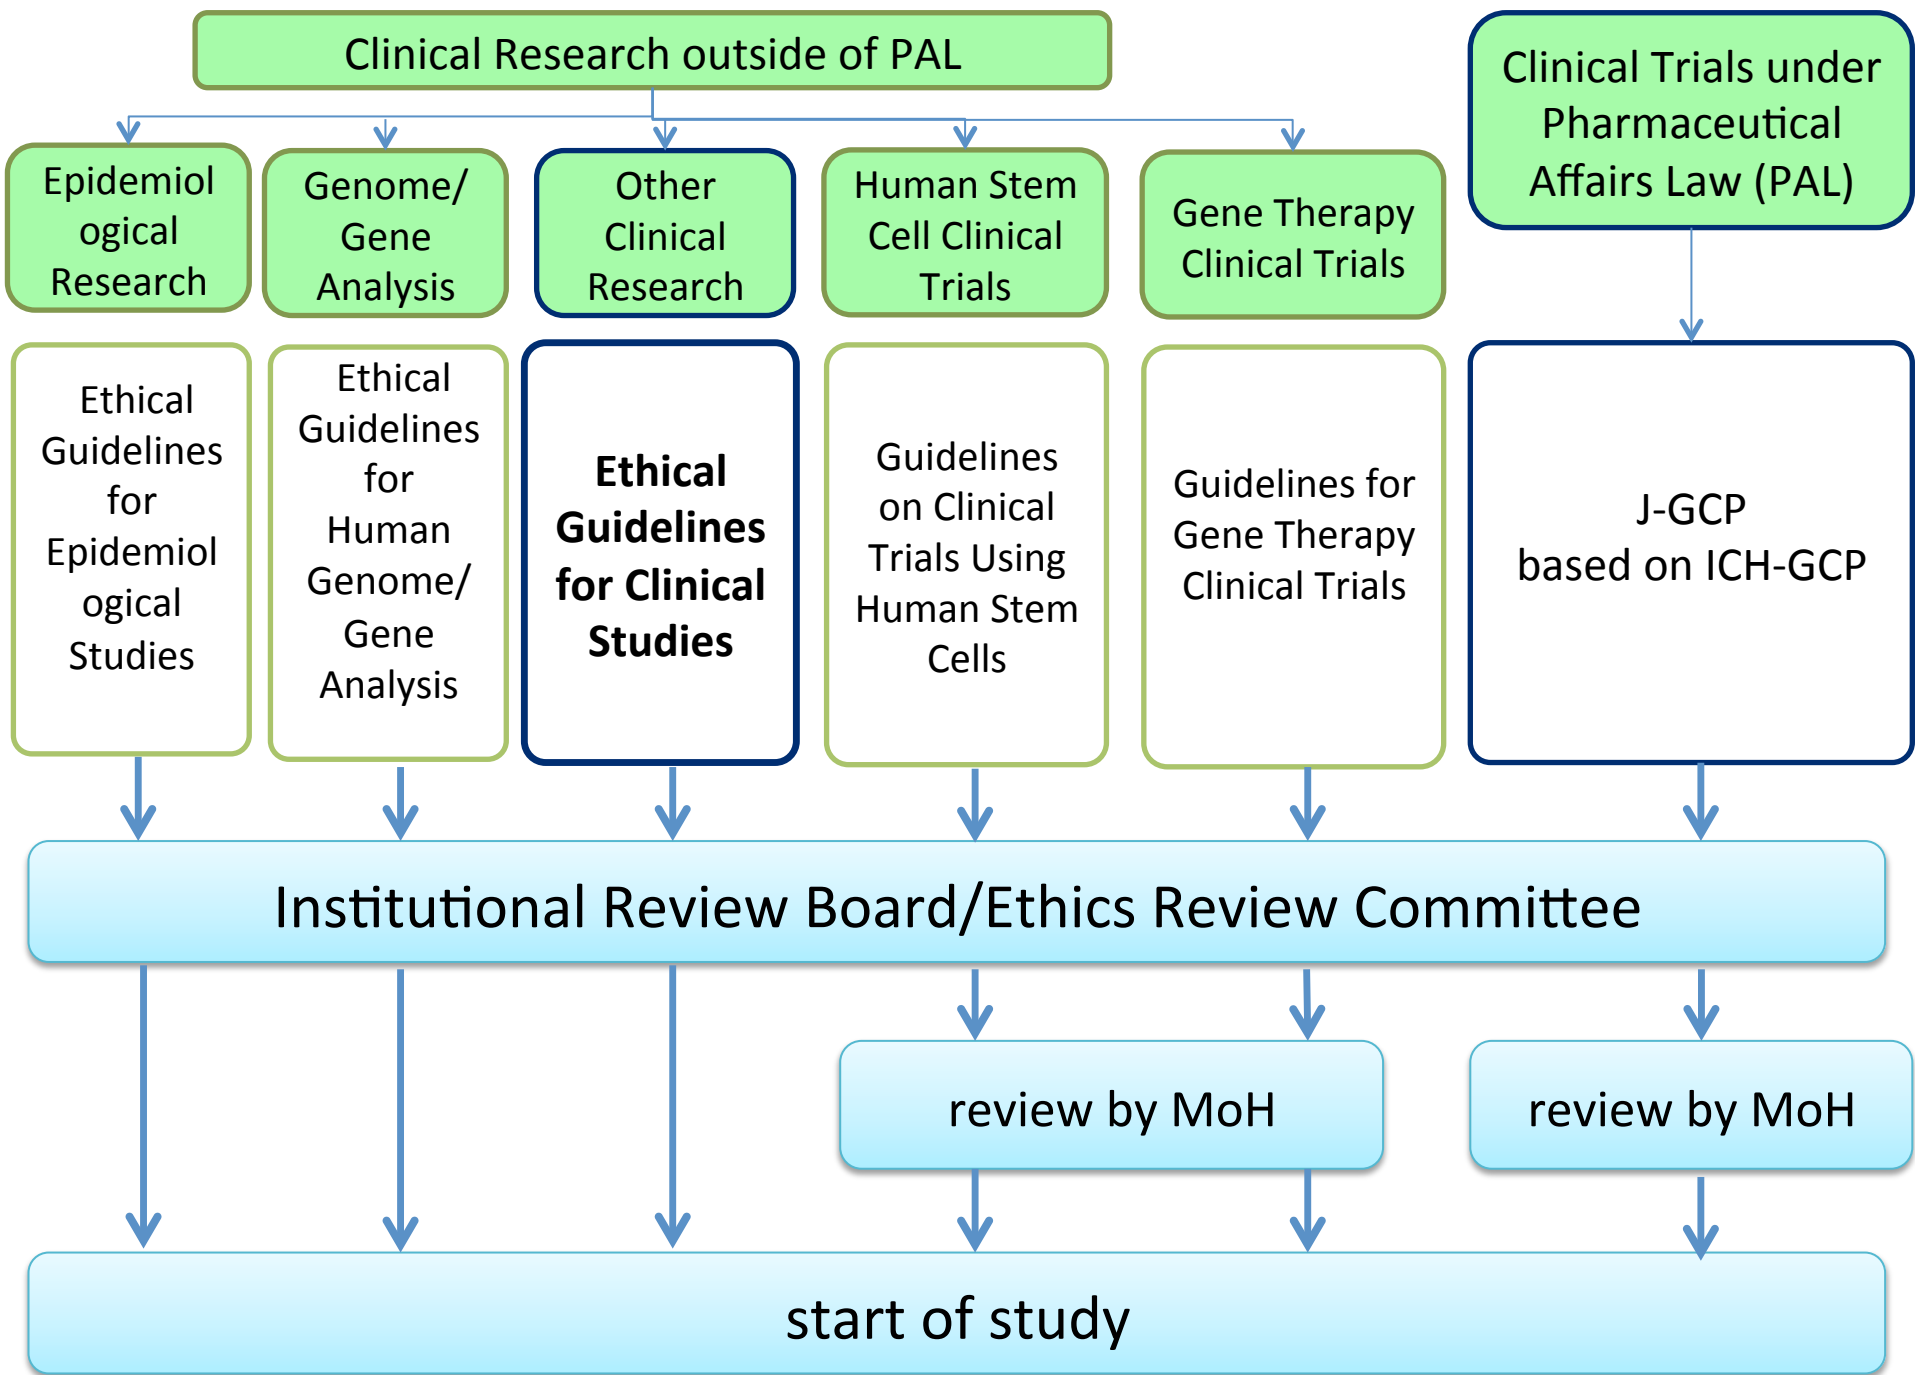 Clinical Research outside of PAL
Clinical Trials under
Pharmaceutical
Affairs Law (PAL)
Epidemiol
ogical
Research
Genome/
Gene
Analysis
Other
Clinical
Research
Human Stem
Cell Clinical
Trials
Gene Therapy
Clinical Trials
Ethical
Guidelines
for
Epidemiol
ogical
Studies
Ethical
Guidelines
for
Human
Genome/
Gene
Analysis
Ethical
Guidelines
for Clinical
Studies
Guidelines
on Clinical
Trials Using
Human Stem
Cells
Guidelines for
Gene Therapy
Clinical Trials
J-GCP
based on ICH-GCP
Institutional Review Board/Ethics Review Committee
review by MoH
review by MoH
start of study